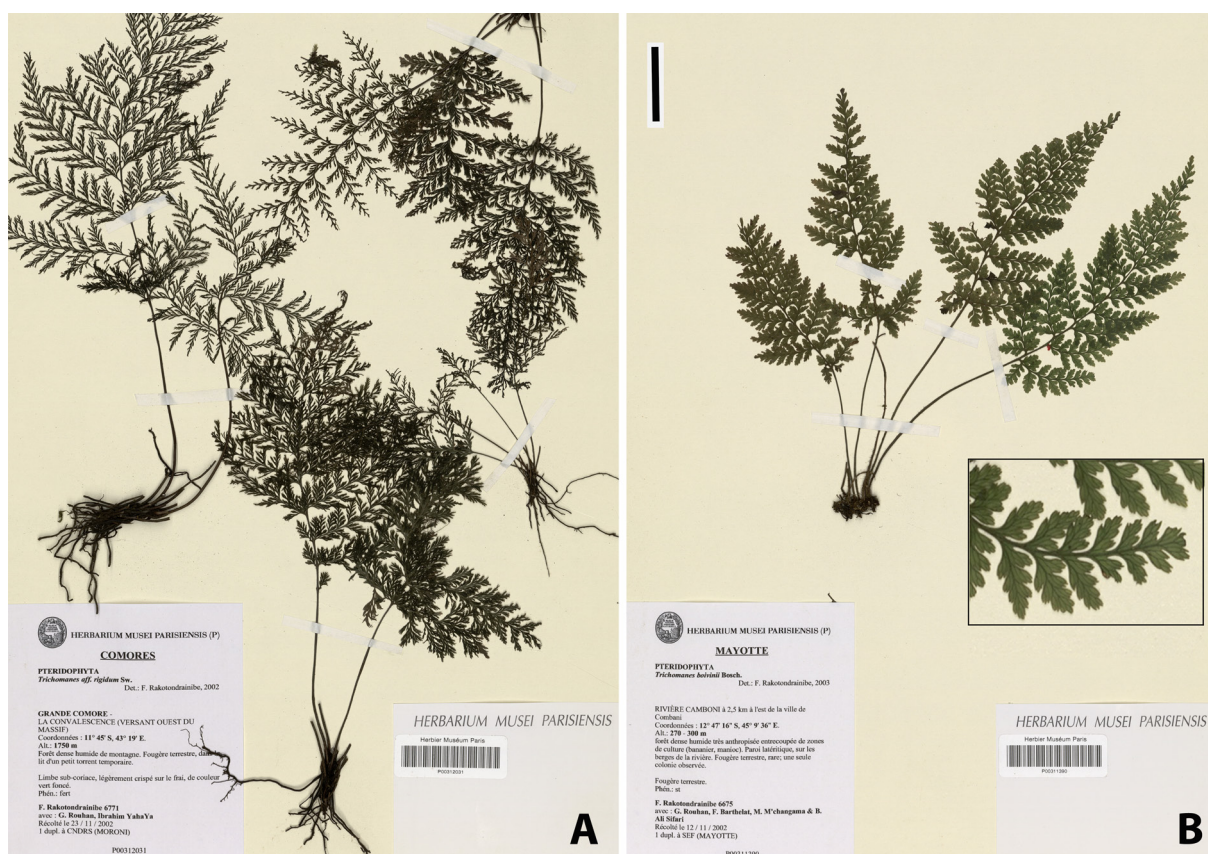 HERBARIUM MUSEI PARISIENSIS (P)
COMORES
PTERIDOPHYTA
Trichomanes aff. rigidum Sw.
Det.: F. Rakotondrainibe, 2002
GRANDE COMORE -
LA CONVALESCENCE (VERSANT OUEST DU
MASSIF)
Coordonnées : 11° 45' S, 43° 19' E.
Alt.: 1750 m
Forêt dense humide de montagne. Fougère terrestre, dans le
lit d'un petit torrent temporaire.
Limbe sub-coriace, légèrement crispé sur le frai, de couleur
vert foncé.
Phén.: fert
F. Rakotondrainibe 6771
avec : G. Rouhan, Ibrahim YahaYa
Récolté le 23 / 11 / 2002
1 dupl. à CNDRS (MORONI)
P00312031
HERBARIUM MUSEI PARISIENSIS
Herbier Muséum Paris
P00312031
A
HERBARIUM MUSEI PARISIENSIS (P)
MAYOTTE
PTERIDOPHYTA
Trichomanes boivinii Bosch.
Det.: F. Rakotondrainibe, 2003
RIVIÈRE CAMBONI à 2,5 km à l'est de la ville de
Combani
Coordonnées : 12° 47' 16" S, 45° 9' 36" E.
Alt.: 270 - 300 m
forêt dense humide très anthropisée entrecoupée de zones
de culture (bananier, manioc). Paroi latéritique, sur les
berges de la rivière. Fougère terrestre, rare; une seule
colonie observée.
Fougère terrestre.
Phén.: st
F. Rakotondrainibe 6675
avec : G. Rouhan, F. Barthelat, M. M'changama & B.
Ali Sifari
Récolté le 12 / 11 / 2002
1 dupl. à SEF (MAYOTTE)
P00311390
HERBARIUM MUSEI PARISIENSIS
Herbier Muséum Paris
P00311390
B